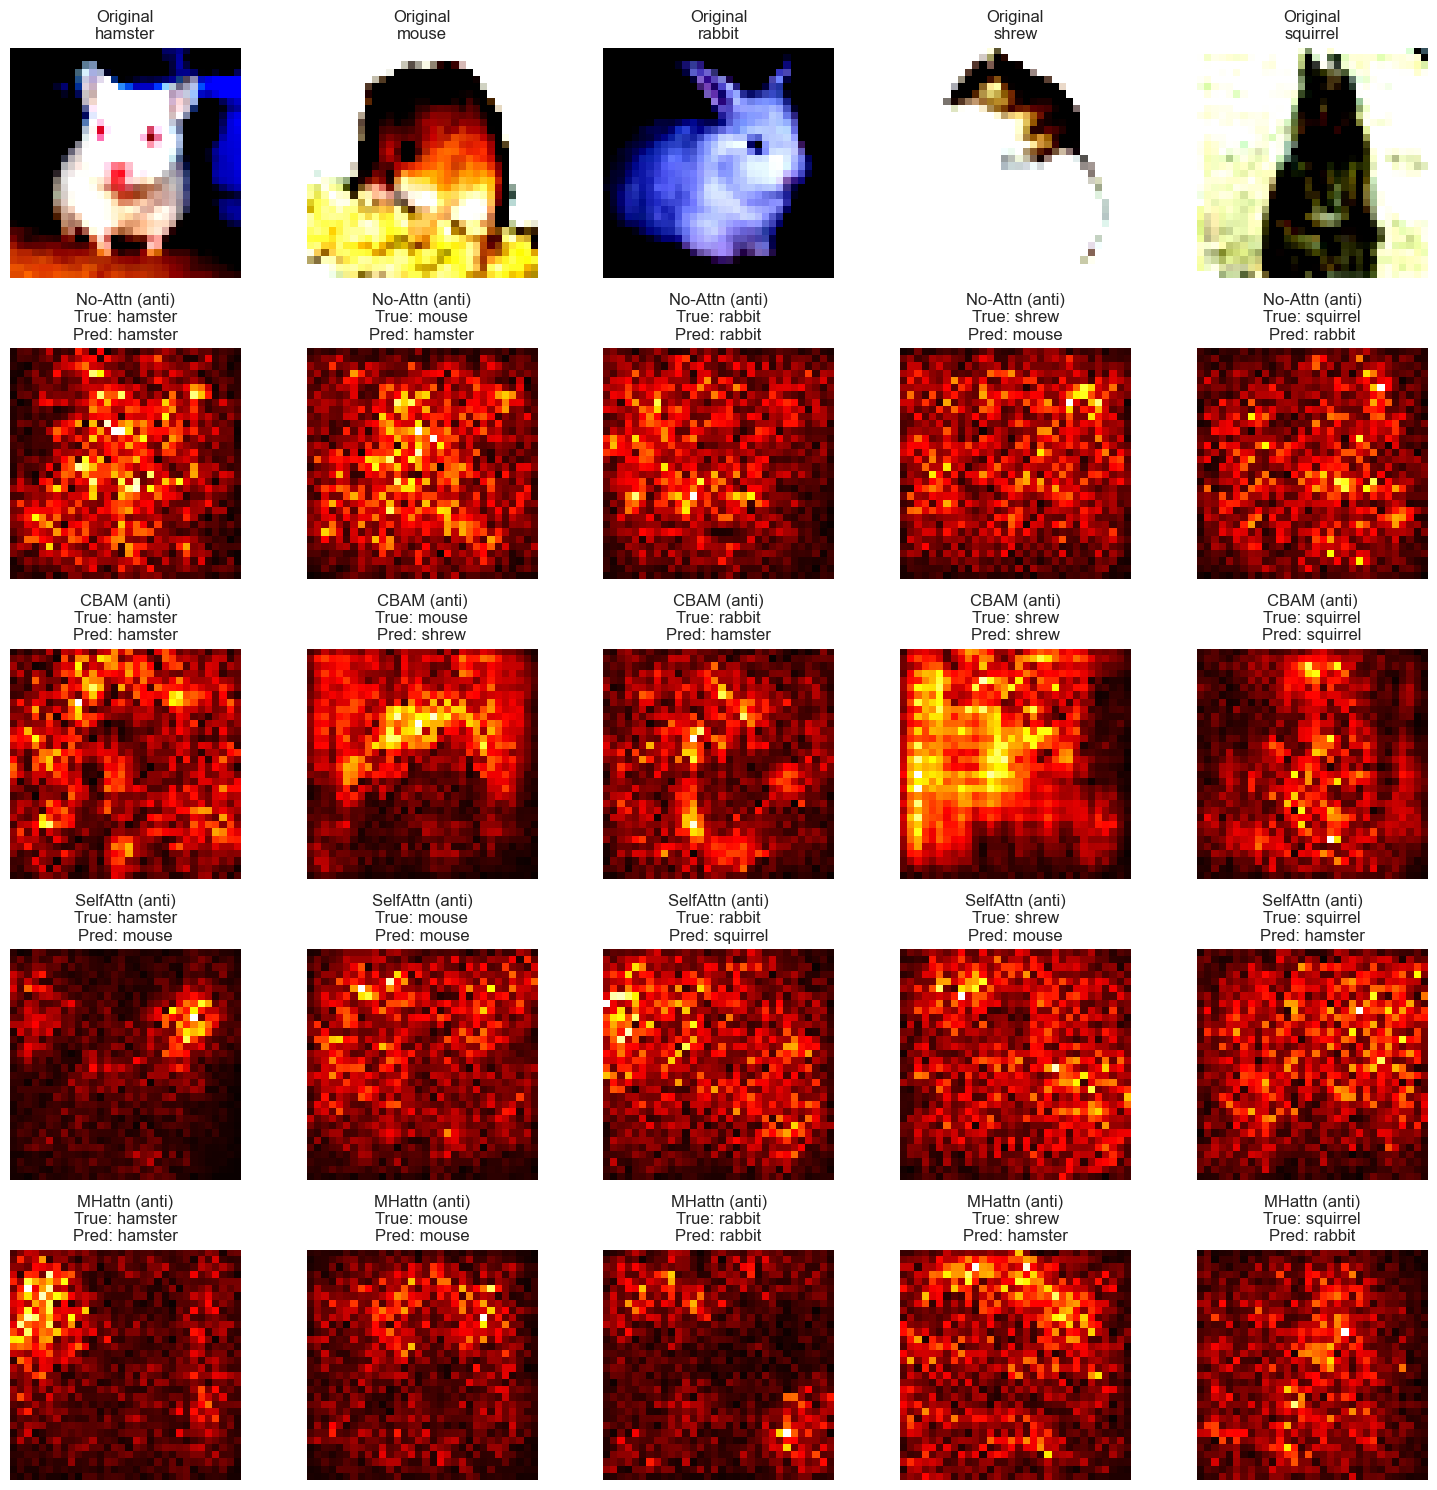 Original
hamster
Original
mouse
Original
rabbit
Original
shrew
Original
squirrel
No-Attn (anti)
True: hamster
Pred: hamster
No-Attn (anti)
True: mouse
Pred: hamster
No-Attn (anti)
True: rabbit
Pred: rabbit
No-Attn (anti)
True: shrew
Pred: mouse
No-Attn (anti)
True: squirrel
Pred: rabbit
CBAM (anti)
True: hamster
Pred: hamster
CBAM (anti)
True: mouse
Pred: shrew
CBAM (anti)
True: rabbit
Pred: hamster
CBAM (anti)
True: shrew
Pred: shrew
CBAM (anti)
True: squirrel
Pred: squirrel
SelfAttn (anti)
True: hamster
Pred: mouse
SelfAttn (anti)
True: mouse
Pred: mouse
SelfAttn (anti)
True: rabbit
Pred: squirrel
SelfAttn (anti)
True: shrew
Pred: mouse
SelfAttn (anti)
True: squirrel
Pred: hamster
MHattn (anti)
True: hamster
Pred: hamster
MHattn (anti)
True: mouse
Pred: mouse
MHattn (anti)
True: rabbit
Pred: rabbit
MHattn (anti)
True: shrew
Pred: hamster
MHattn (anti)
True: squirrel
Pred: rabbit